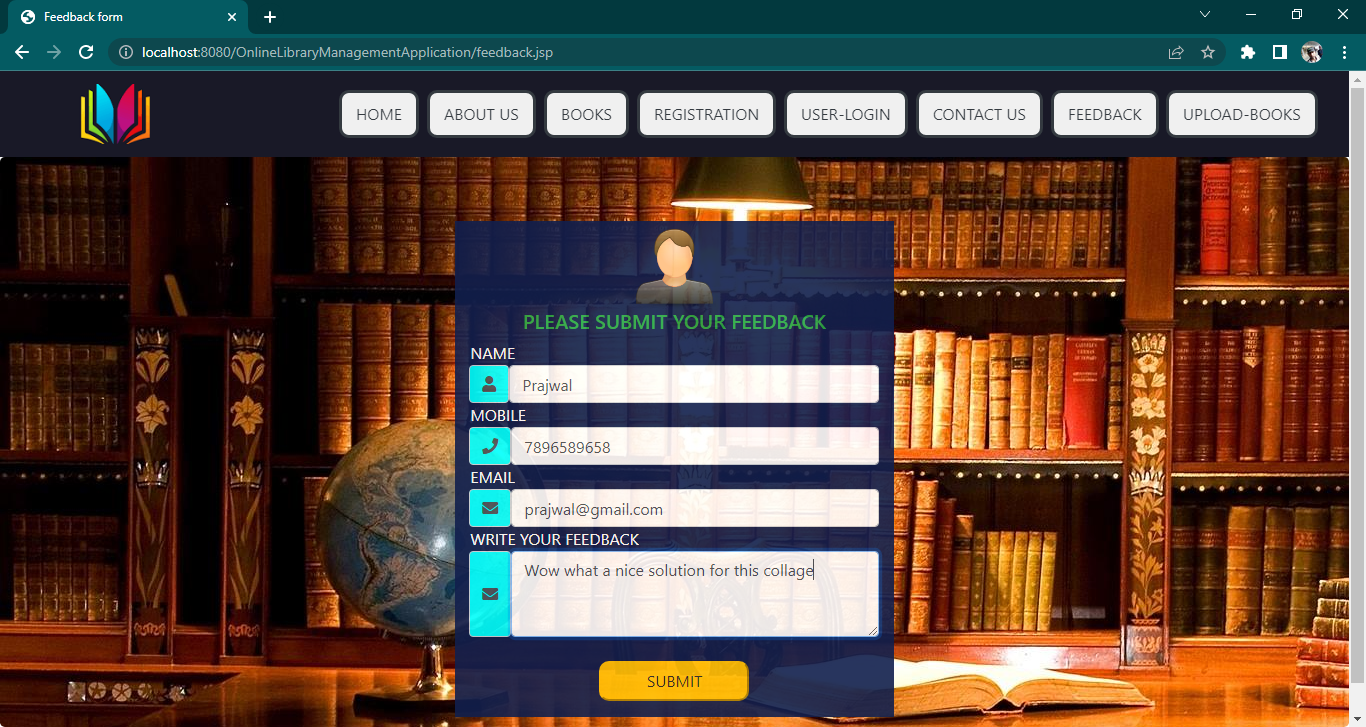 Feedback form
localhost:8080/OnlineLibraryManagementApplication/feedback.jsp
HOME ABOUT US BOOKS REGISTRATION USER-LOGIN CONTACT US FEEDBACK UPLOAD-BOOKS
PLEASE SUBMIT YOUR FEEDBACK
NAME
Prajwal
MOBILE
7896589658
EMAIL
prajwal@gmail.com
WRITE YOUR FEEDBACK
Wow what a nice solution for this collage
SUBMIT